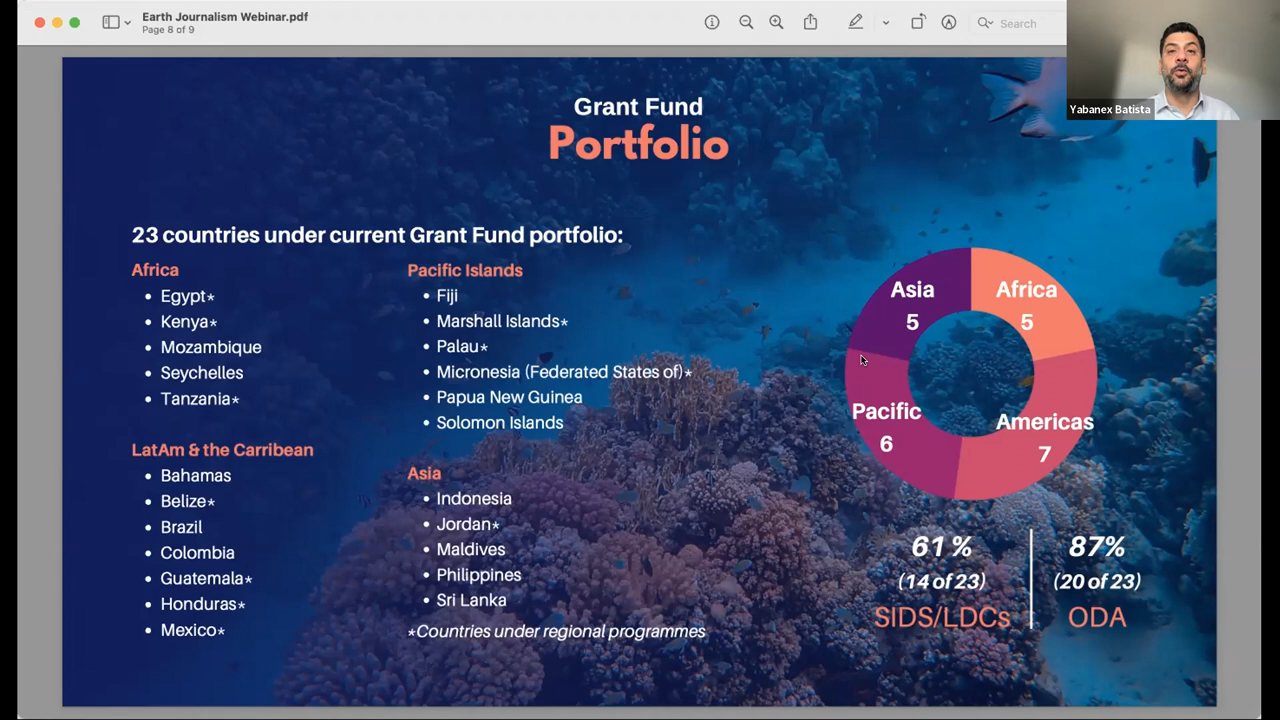 Earth Journalism Webinar.pdf
Page 8 of 9
Search
Yabanex Batista
Grant Fund
Portfolio
23 countries under current Grant Fund portfolio:
Africa
• Egypt*
• Kenya*
• Mozambique
• Seychelles
• Tanzania*
LatAm & the Carribean
• Bahamas
• Belize*
• Brazil
• Colombia
• Guatemala*
• Honduras*
• Mexico*
Pacific Islands
• Fiji
• Marshall Islands*
• Palau*
• Micronesia (Federated States of)*
• Papua New Guinea
• Solomon Islands
Asia
• Indonesia
• Jordan*
• Maldives
• Philippines
• Sri Lanka
*Countries under regional programmes
Asia
5
Africa
5
Pacific
6
Americas
7
61%
(14 of 23)
SIDS/LDCs
87%
(20 of 23)
ODA